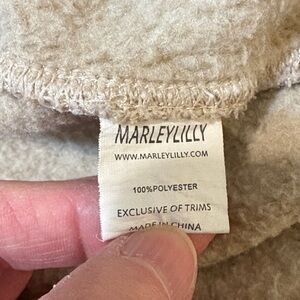 MARLEYLILLY
WWW.MARLEYLILLY.COM
100%POLYESTER
EXCLUSIVE OF TRIMS
MADE IN CHINA